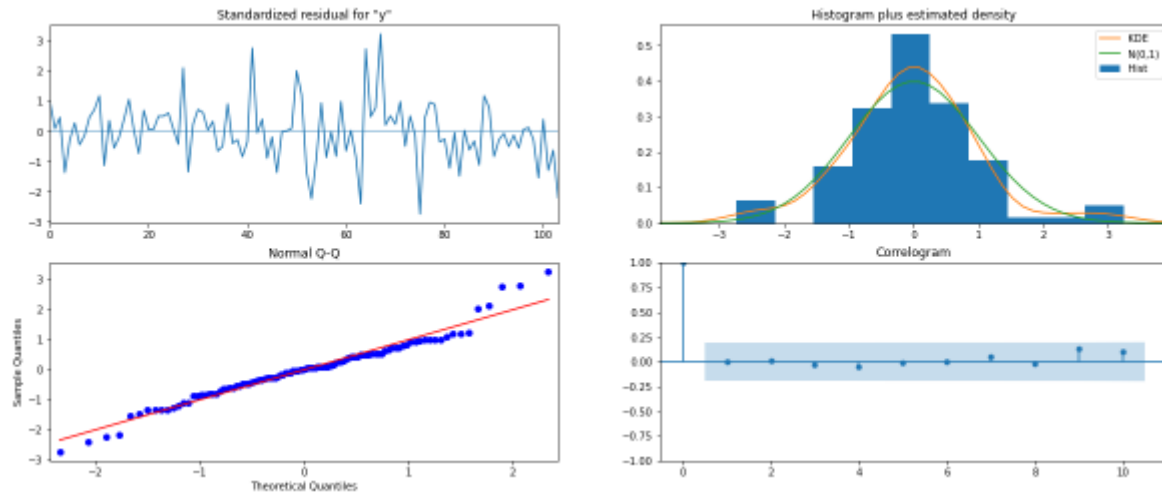 Standardized residual for "y"
3
2
1
0
−1
−2
−3
0 20 40 60 80 100
Histogram plus estimated density
KDE
N(0,1)
Hist
0.5
0.4
0.3
0.2
0.1
0.0
−3 −2 −1 0 1 2 3
Normal Q-Q
Sample Quantiles
3
2
1
0
−1
−2
−3
−2 −1 0 1 2
Theoretical Quantiles
Correlogram
1.00
0.75
0.50
0.25
0.00
−0.25
−0.50
−0.75
−1.00
0 2 4 6 8 10